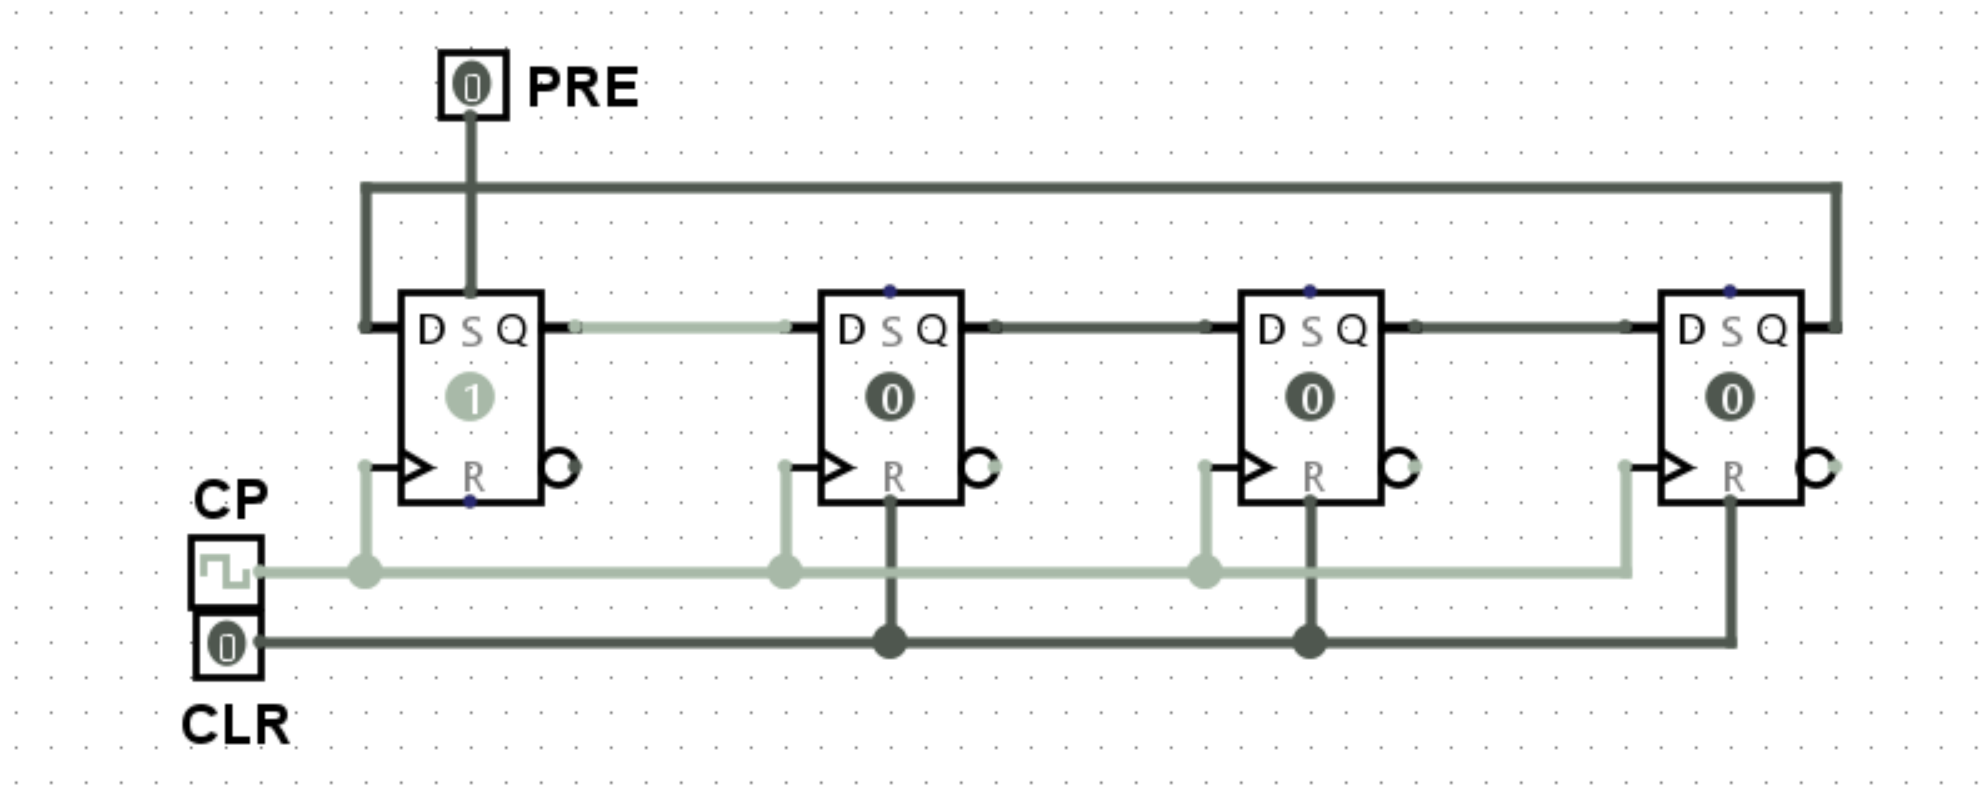 0 PRE
D S Q D S Q D S Q D S Q
1 0 0 0
R R R R
CP
0
CLR